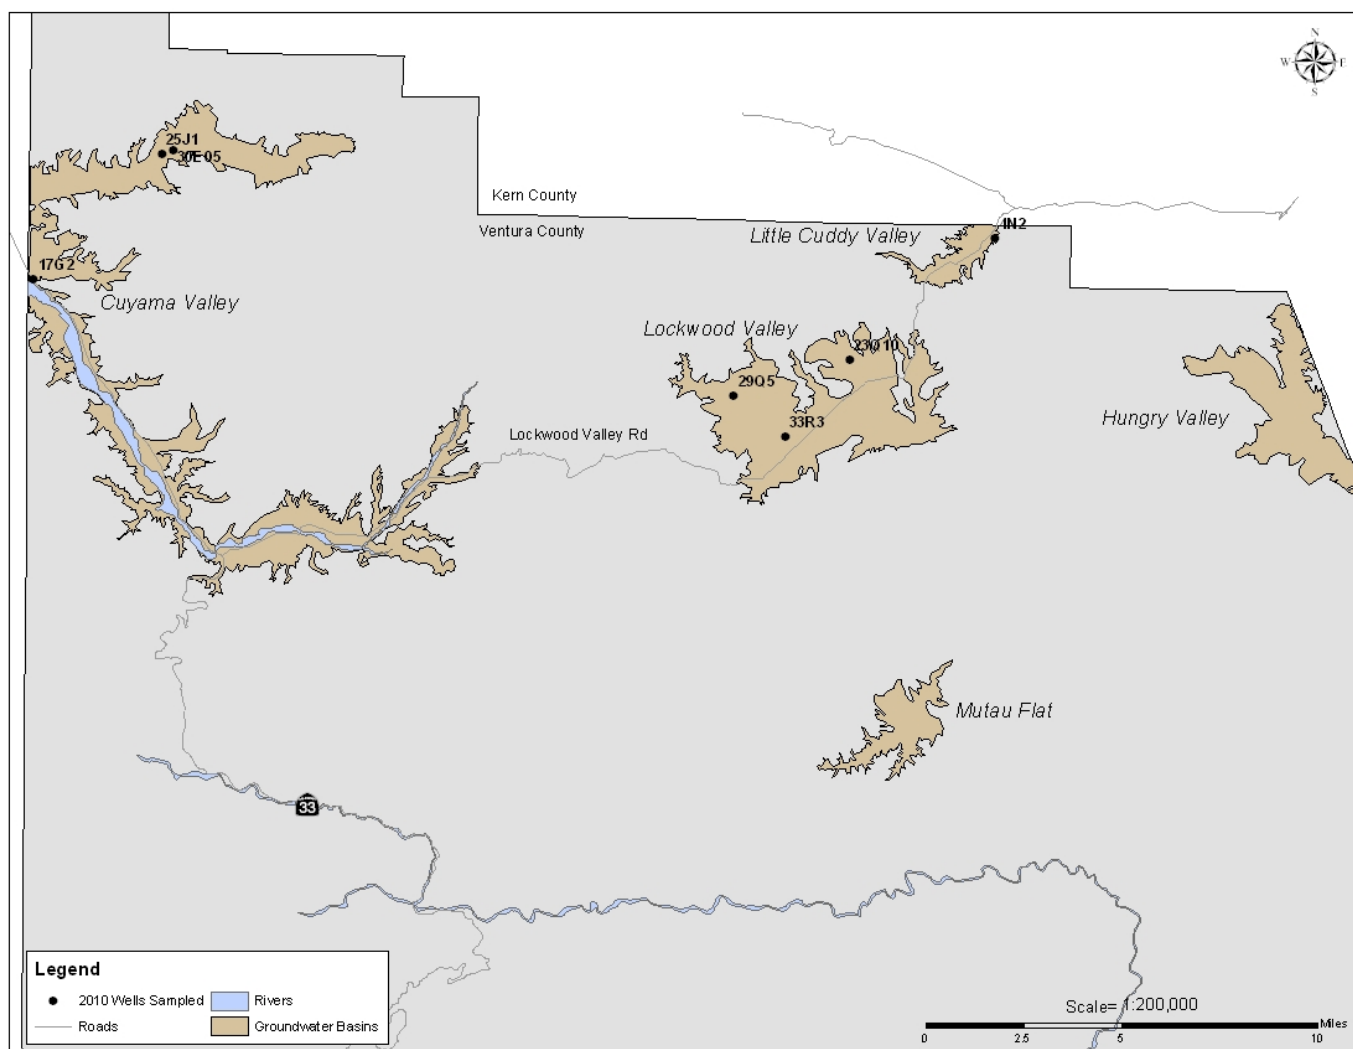 N
W E
S
25J1
30E05
Kern County
Ventura County
IN2
Little Cuddy Valley
17G2
Cuyama Valley
Lockwood Valley
23Q10
29Q5
Hungry Valley
33R3
Lockwood Valley Rd
Mutau Flat
33
Legend
2010 Wells Sampled
Rivers
Roads
Groundwater Basins
Scale= 1:200,000
Miles
0 2.5 5 10